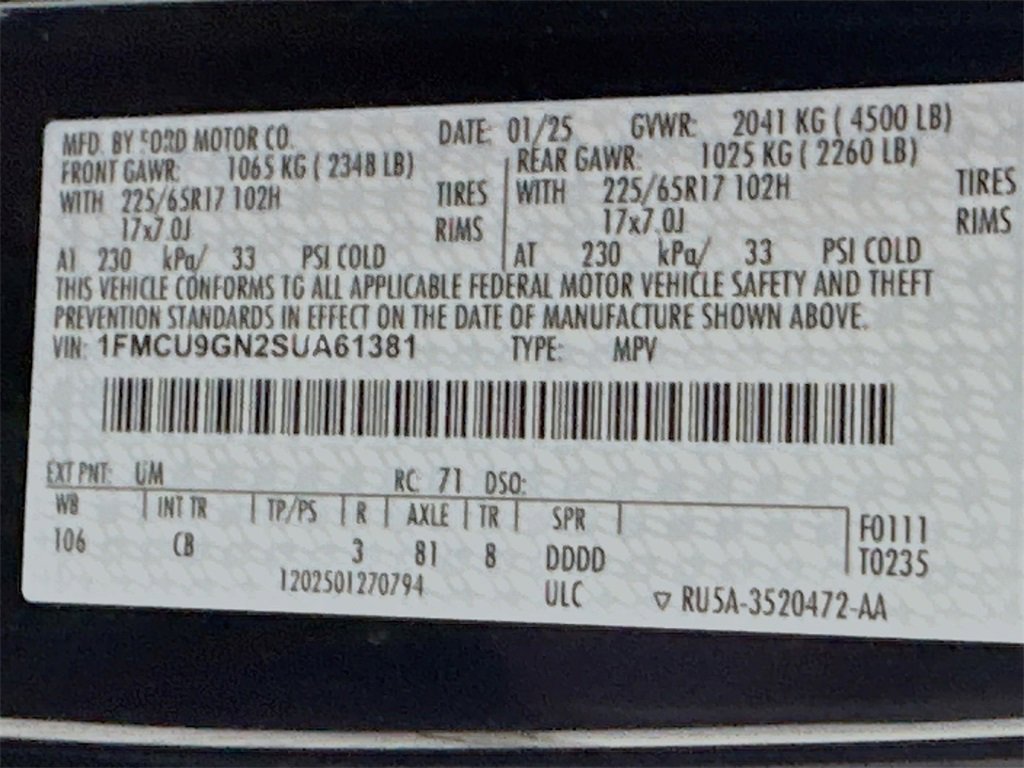 MFD. BY FORD MOTOR CO. DATE: 01/25 GVWR: 2041 KG ( 4500 LB)
FRONT GAWR: 1065 KG ( 2348 LB) REAR GAWR: 1025 KG ( 2260 LB)
WITH 225/65R17 102H TIRES WITH 225/65R17 102H TIRES
17x7.0J RIMS 17x7.0J RIMS
AT 230 kPa/ 33 PSI COLD AT 230 kPa/ 33 PSI COLD
THIS VEHICLE CONFORMS TO ALL APPLICABLE FEDERAL MOTOR VEHICLE SAFETY AND THEFT
PREVENTION STANDARDS IN EFFECT ON THE DATE OF MANUFACTURE SHOWN ABOVE.
VIN: 1FMCU9GN2SUA61381 TYPE: MPV
EXT PNT: UM RC: 71 DSO:
WB INT TR TP/PS R AXLE TR SPR F0111
106 CB 3 81 8 DDDD T0235
1202501270794 ULC ▽ RU5A-3520472-AA